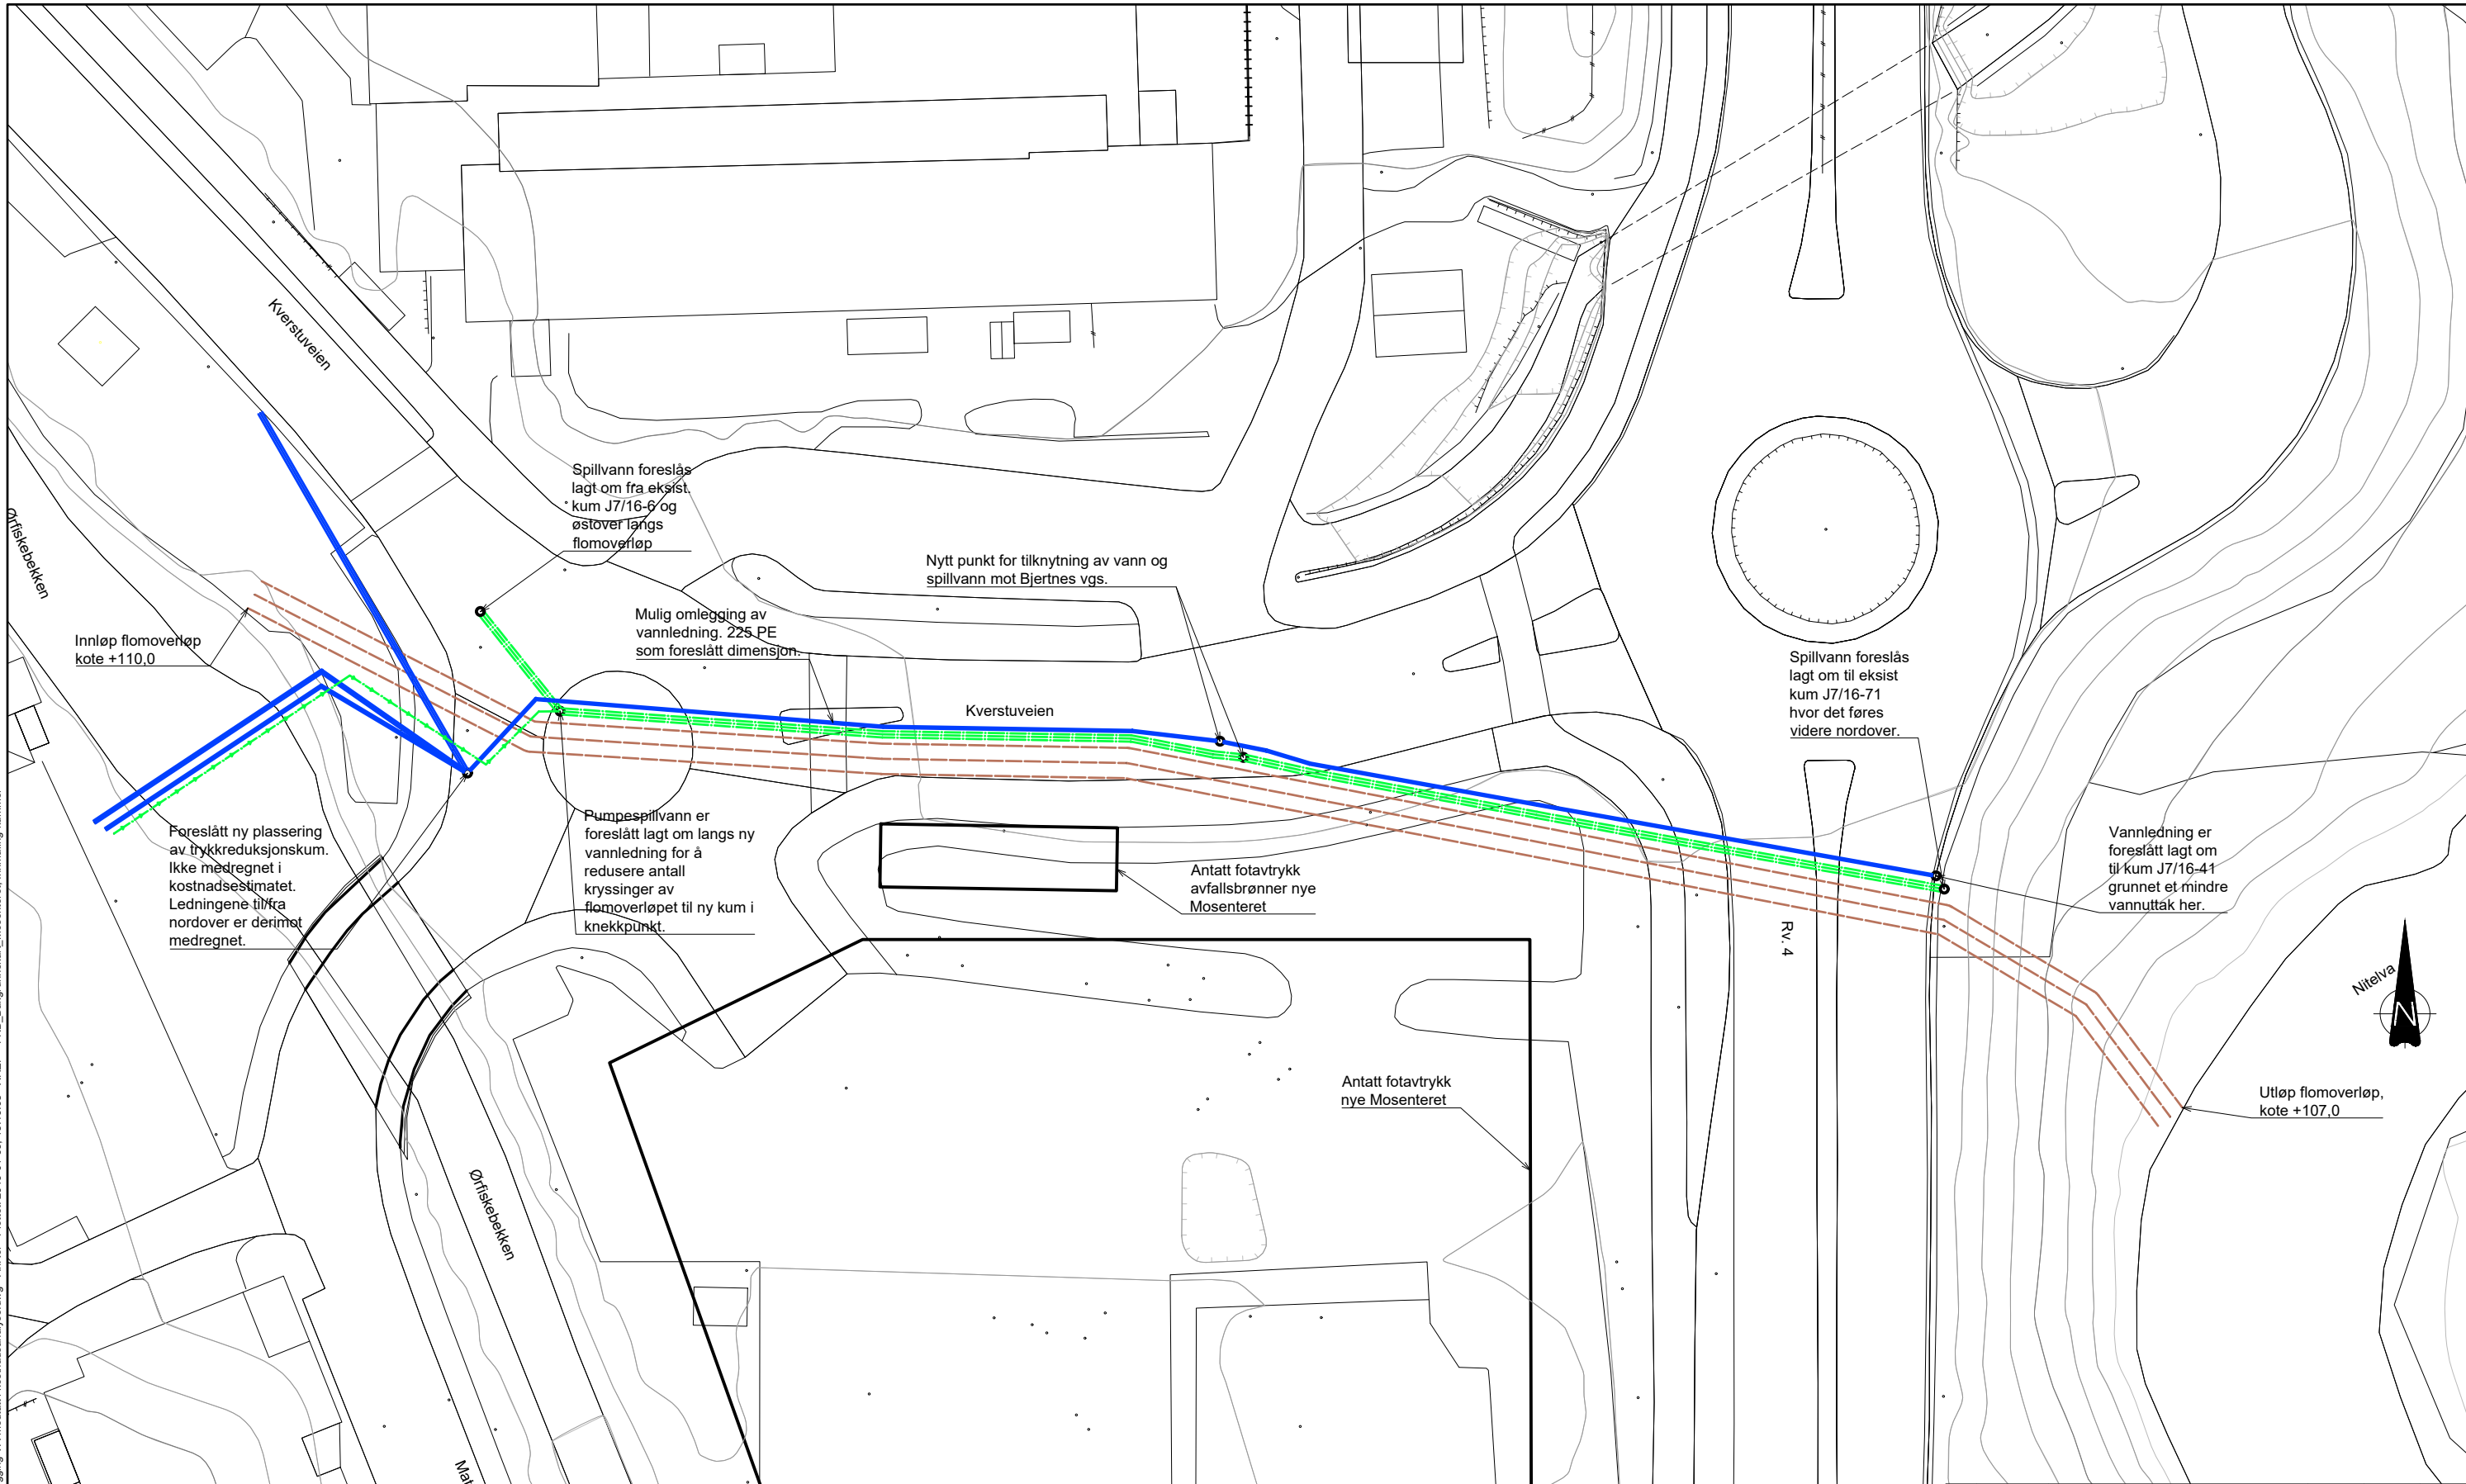 Kverstuveien
Spillvann foreslås
lagt om fra eksist.
kum J7/16-6 og
østover langs
flomoverløp
Ørfiskebekken
Nytt punkt for tilknytning av vann og
spillvann mot Bjertnes vgs.
Mulig omlegging av
vannledning. 225 PE
som foreslått dimensjon.
Innløp flomoverløp
kote +110,0
Kverstuveien
Spillvann foreslås
lagt om til eksist
kum J7/16-71
hvor det føres
videre nordover.
Foreslått ny plassering
av trykkreduksjonskum.
Ikke medregnet i
kostnadsestimatet.
Ledningene til/fra
nordover er derimot
medregnet.
Pumpespillvann er
foreslått lagt om langs ny
vannledning for å
redusere antall
kryssinger av
flomoverløpet til ny kum i
knekkpunkt.
Antatt fotavtrykk
avfallsbrønner nye
Mosenteret
Vannledning er
foreslått lagt om
til kum J7/16-41
grunnet et mindre
vannuttak her.
Rv. 4
Nitelva
N
Antatt fotavtrykk
nye Mosenteret
Utløp flomoverløp,
kote +107,0
Ørfiskebekken